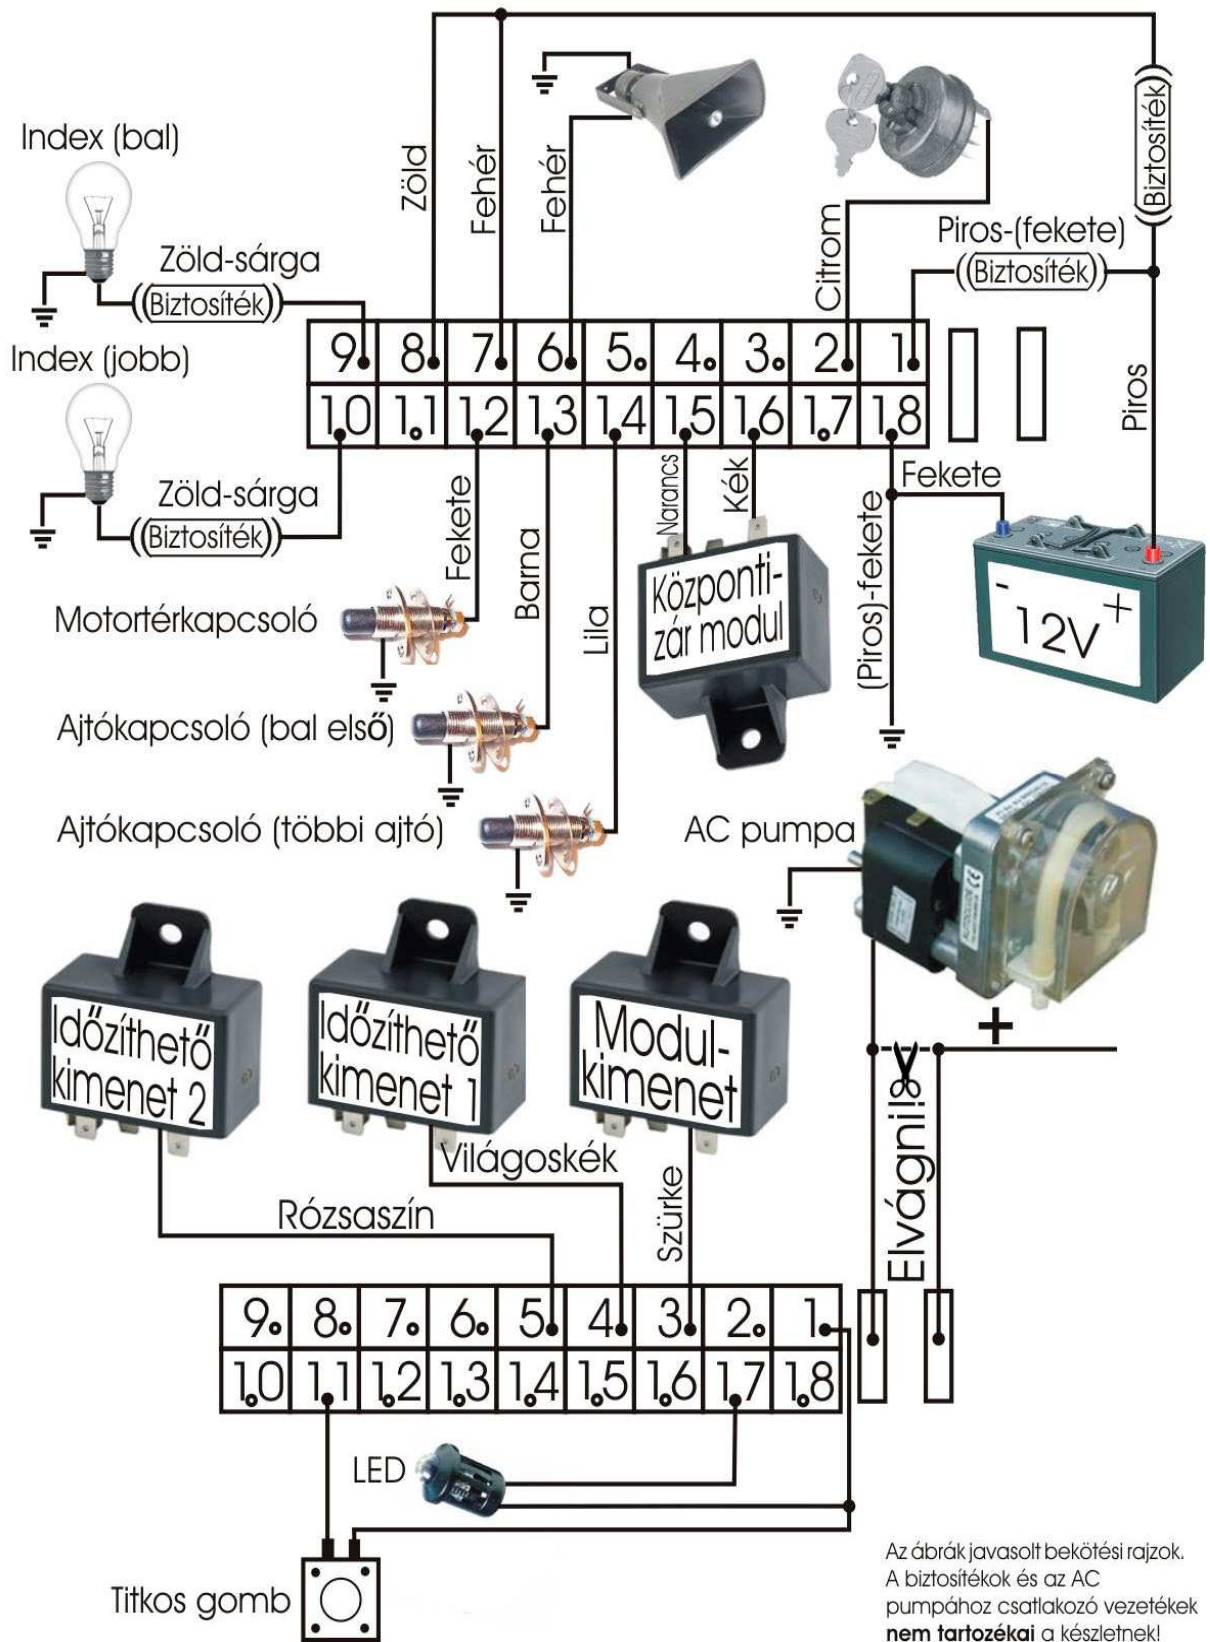 Index (bal)
Zöld
Fehér
Fehér
Citrom
(Biztosíték)
Piros-(fekete)
(Biztosíték)
Piros
Zöld-sárga
(Biztosíték)
Index (jobb)
Zöld-sárga
(Biztosíték)
9 8 7 6 5 4 3 2 1
10 11 12 13 14 15 16 17 18
Fekete
Barna
Lila
Narancs
Kék
(Piros)-fekete
Fekete
- 12V +
Központi-
zár modul
Motortérkapcsoló
Ajtókapcsoló (bal első)
Ajtókapcsoló (többi ajtó)
AC pumpa
+
Elvágni!
Időzíthető
kimenet 2
Időzíthető
kimenet 1
Modul-
kimenet
Világoskék
Rózsaszín
Szürke
9 8 7 6 5 4 3 2 1
10 11 12 13 14 15 16 17 18
LED
Titkos gomb
Az ábrák javasolt bekötési rajzok.
A biztosítékok és az AC
pumpához csatlakozó vezetékek
nem tartozékai a készletnek!